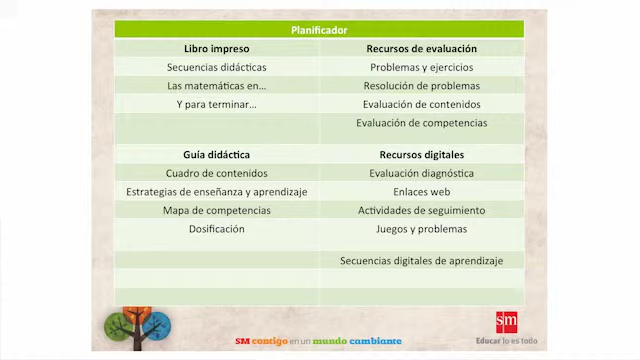 Planificador
Libro impreso
Recursos de evaluación
Secuencias didácticas
Problemas y ejercicios
Las matemáticas en...
Resolución de problemas
Y para terminar...
Evaluación de contenidos
Evaluación de competencias
Guía didáctica
Recursos digitales
Cuadro de contenidos
Evaluación diagnóstica
Estrategias de enseñanza y aprendizaje
Enlaces web
Mapa de competencias
Actividades de seguimiento
Dosificación
Juegos y problemas
Secuencias digitales de aprendizaje
sm
SM contigo en un mundo cambiante
Educar lo es todo